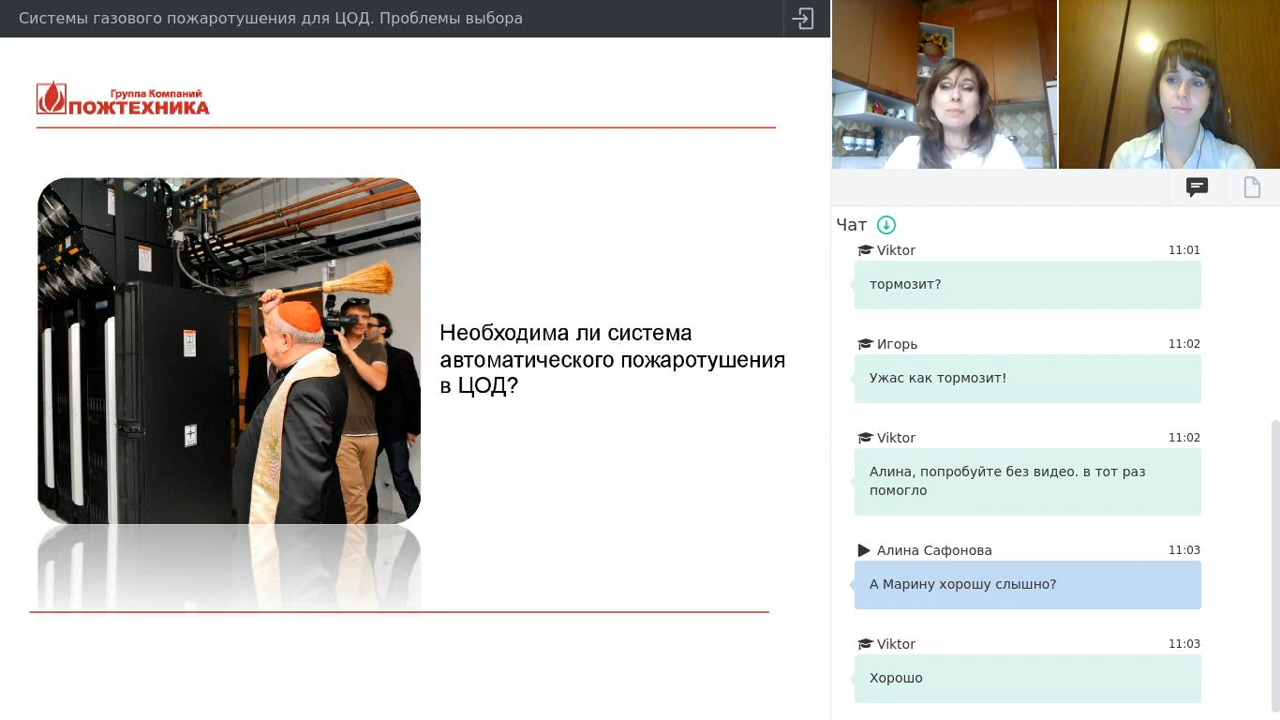 Системы газового пожаротушения для ЦОД. Проблемы выбора
Группа Компаний
ПОЖТЕХНИКА
Необходима ли система
автоматического пожаротушения
в ЦОД?
Чат
Viktor 11:01
тормозит?
Игорь 11:02
Ужас как тормозит!
Viktor 11:02
Алина, попробуйте без видео. в тот раз
помогло
Алина Сафонова 11:03
А Марину хорошу слышно?
Viktor 11:03
Хорошо